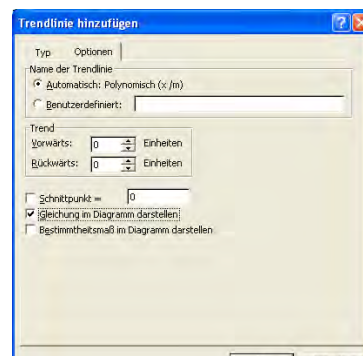 Trendlinie hinzufügen
Typ Optionen
Name der Trendlinie
Automatisch: Polynomisch (x /m)
Benutzerdefiniert:
Trend
Vorwärts: 0 Einheiten
Rückwärts: 0 Einheiten
Schnittpunkt = 0
Gleichung im Diagramm darstellen
Bestimmtheitsmaß im Diagramm darstellen